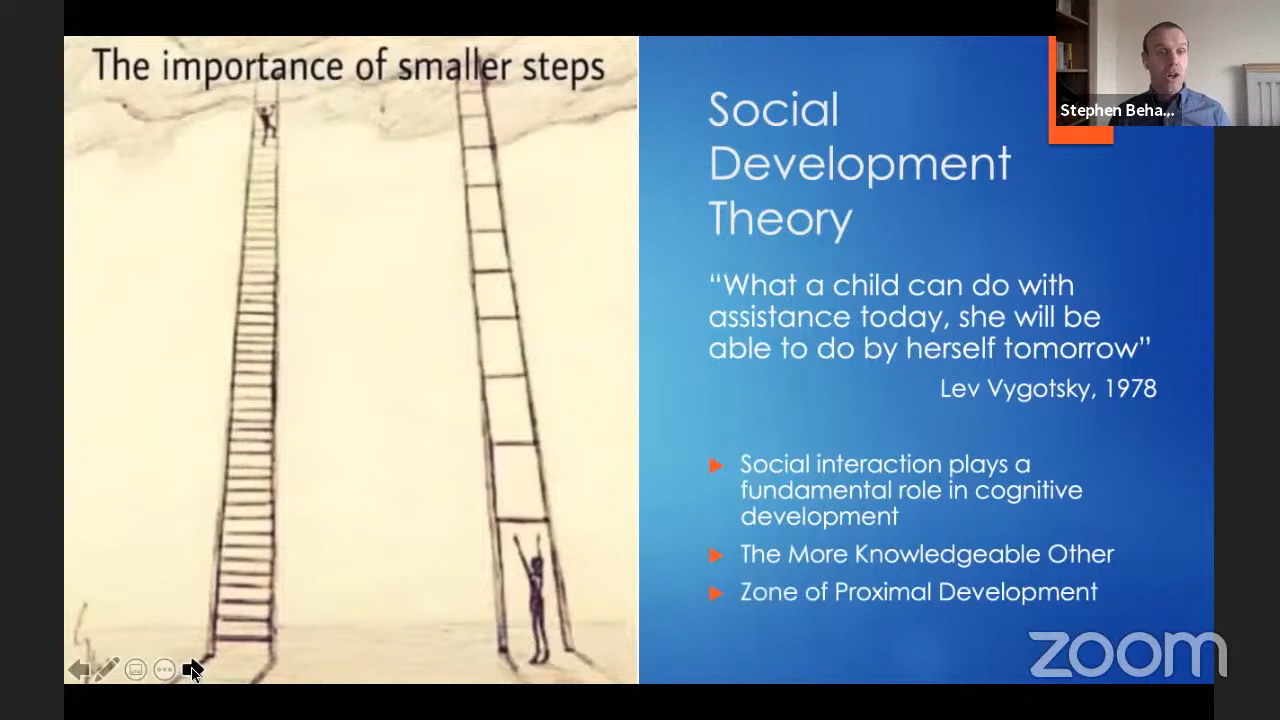 The importance of smaller steps
Social
Development
Theory
“What a child can do with
assistance today, she will be
able to do by herself tomorrow”
Lev Vygotsky, 1978
Social interaction plays a
fundamental role in cognitive
development
The More Knowledgeable Other
Zone of Proximal Development
Stephen Beha...
zoom